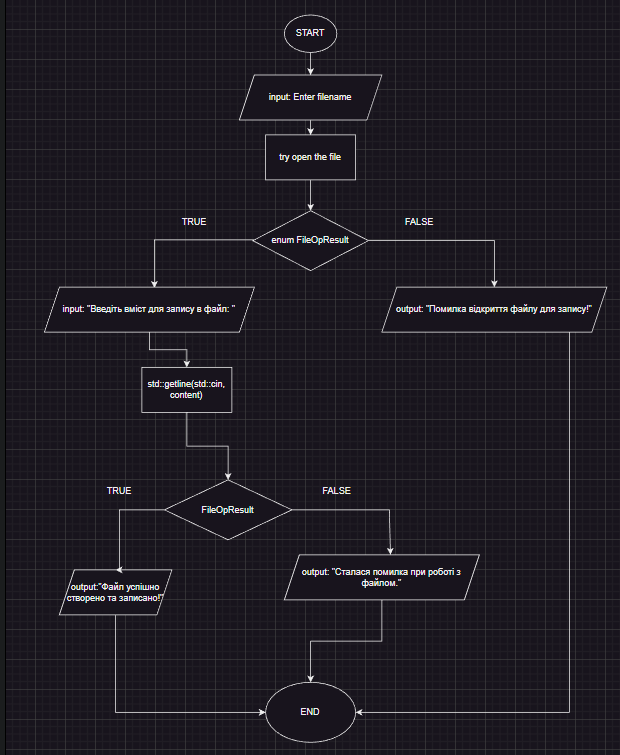 START
input: Enter filename
try open the file
TRUE
FALSE
enum FileOpResult
input: "Введіть вміст для запису в файл: "
output: "Помилка відкриття файлу для запису!"
std::getline(std::cin,
content)
TRUE
FALSE
FileOpResult
output:"Файл успішно
створено та записано!"
output: "Сталася помилка при роботі з
файлом."
END